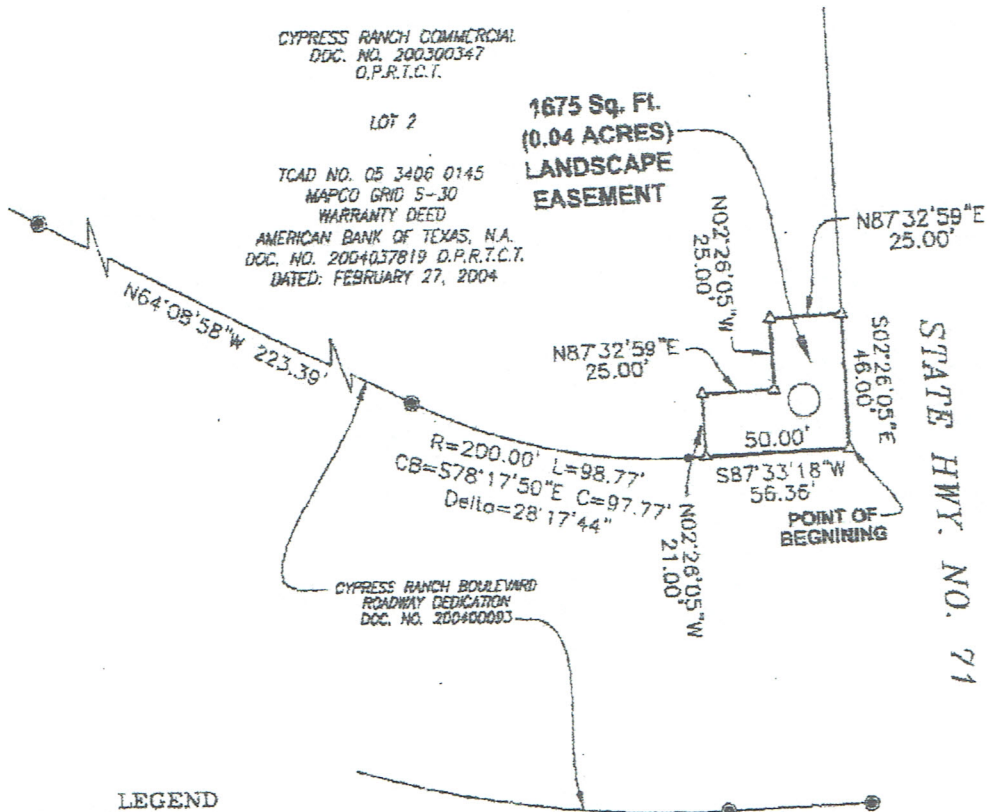 CYPRESS RANCH COMMERCIAL
DOC. NO. 200300347
O.P.R.T.C.T.
LOT 2
TCAD NO. 05 3406 0145
MAPCO GRID S-30
WARRANTY DEED
AMERICAN BANK OF TEXAS, N.A.
DOC. NO. 2004037819 O.P.R.T.C.T.
DATED: FEBRUARY 27, 2004
1675 Sq. Ft.
(0.04 ACRES)
LANDSCAPE
EASEMENT
N87°32'59"E
25.00'
N02°26'05"W
25.00'
N64°08'58"W 223.39'
N87°32'59"E
25.00'
S02°26'05"E
46.00'
STATE HWY. NO. 71
R=200.00' L=98.77'
CB=S78°17'50"E C=97.77'
Delta=28°17'44"
50.00'
S87°33'18"W
56.36'
POINT OF
BEGNINING
N02°26'05"W
21.00'
CYPRESS RANCH BOULEVARD
ROADWAY DEDICATION
DOC. NO. 200400093
LEGEND